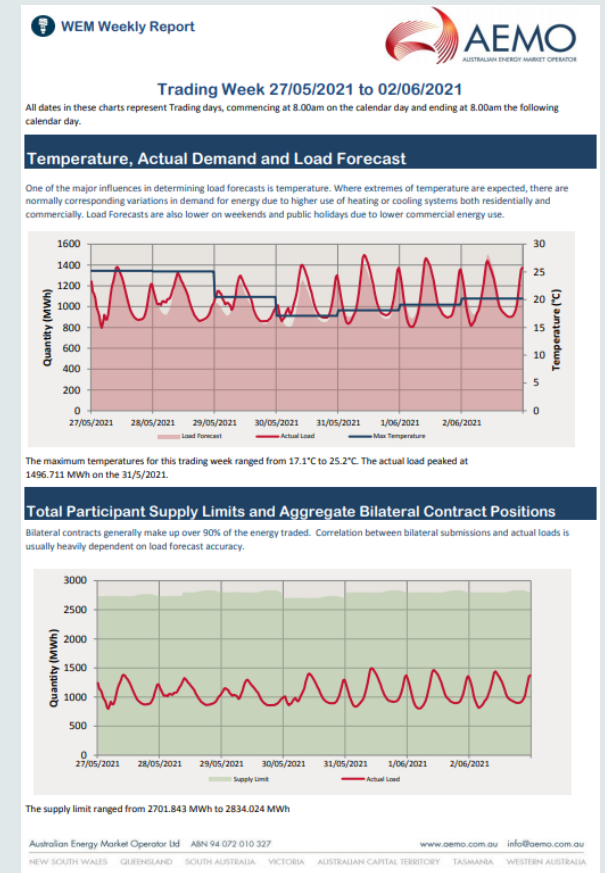 WEM Weekly Report
AEMO
AUSTRALIAN ENERGY MARKET OPERATOR
Trading Week 27/05/2021 to 02/06/2021
All dates in these charts represent Trading days, commencing at 8.00am on the calendar day and ending at 8.00am the following
calendar day.
Temperature, Actual Demand and Load Forecast
One of the major influences in determining load forecasts is temperature. Where extremes of temperature are expected, there are
normally corresponding variations in demand for energy due to higher use of heating or cooling systems both residentially and
commercially. Load Forecasts are also lower on weekends and public holidays due to lower commercial energy use.
Quantity (MWh)
1600
1400
1200
1000
800
600
400
200
0
30
25
20
15
10
5
0
Temperature (°C)
27/05/2021 28/05/2021 29/05/2021 30/05/2021 31/05/2021 1/06/2021 2/06/2021
Load Forecast Actual Load Max Temperature
The maximum temperatures for this trading week ranged from 17.1°C to 25.2°C. The actual load peaked at
1496.711 MWh on the 31/5/2021.
Total Participant Supply Limits and Aggregate Bilateral Contract Positions
Bilateral contracts generally make up over 90% of the energy traded. Correlation between bilateral submissions and actual loads is
usually heavily dependent on load forecast accuracy.
Quantity (MWh)
3000
2500
2000
1500
1000
500
0
27/05/2021 28/05/2021 29/05/2021 30/05/2021 31/05/2021 1/06/2021 2/06/2021
Supply Limit Actual Load
The supply limit ranged from 2701.843 MWh to 2834.024 MWh
Australian Energy Market Operator Ltd ABN 94 072 010 327 www.aemo.com.au info@aemo.com.au
NEW SOUTH WALES QUEENSLAND SOUTH AUSTRALIA VICTORIA AUSTRALIAN CAPITAL TERRITORY TASMANIA WESTERN AUSTRALIA